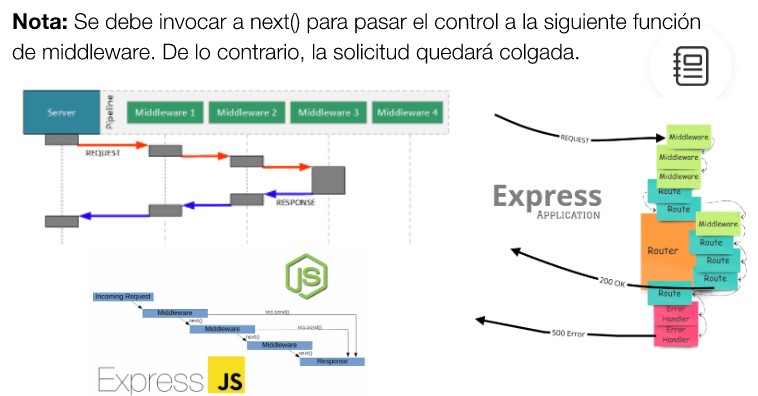 Nota: Se debe invocar a next() para pasar el control a la siguiente función
de middleware. De lo contrario, la solicitud quedará colgada.
Server
Pipeline
Middleware 1
Middleware 2
Middleware 3
Middleware 4
REQUEST
RESPONSE
Incoming Request
Middleware
res.send()
next()
Middleware
res.send()
next()
Middleware
next()
Response
JS
Express
JS
REQUEST
Express
APPLICATION
Middleware
Middleware
Middleware
Route
Route
Middleware
Router
Route
Route
Route
200 OK
Route
Error
Handler
500 Error
Error
Handler